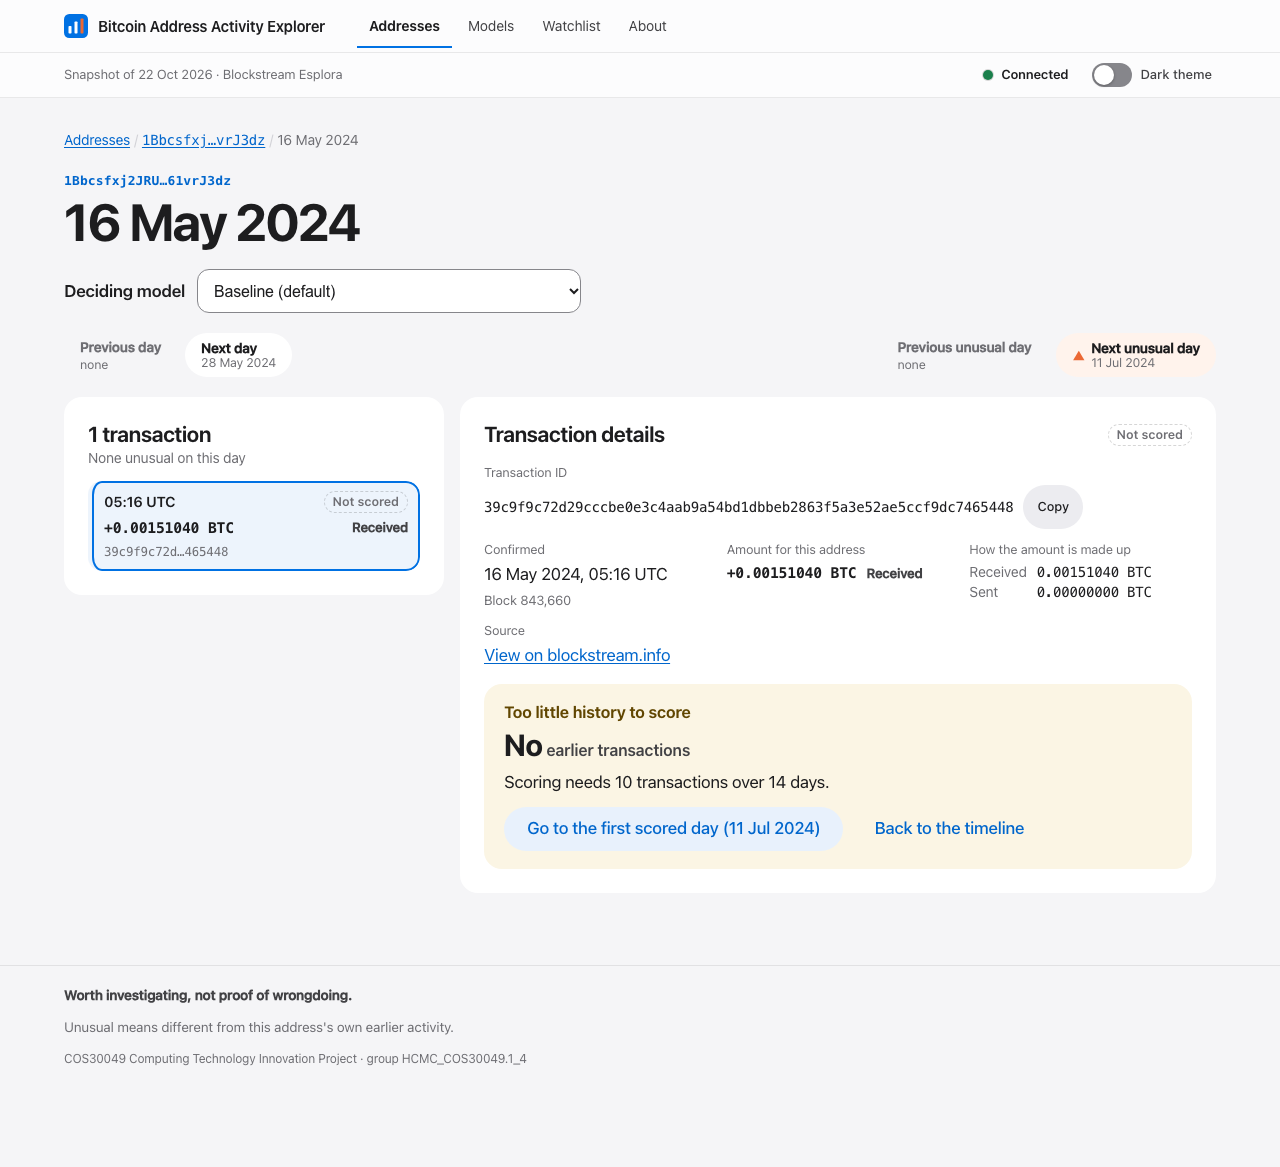 Bitcoin Address Activity Explorer
Addresses
Models
Watchlist
About
Snapshot of 22 Oct 2026 · Blockstream Esplora
Connected
Dark theme
Addresses / 1Bbcsfxj…vrJ3dz / 16 May 2024
1Bbcsfxj2JRU…61vrJ3dz
16 May 2024
Deciding model
Baseline (default)
Previous day
none
Next day
28 May 2024
Previous unusual day
none
Next unusual day
11 Jul 2024
1 transaction
None unusual on this day
05:16 UTC
Not scored
+0.00151040 BTC
Received
39c9f9c72d…465448
Transaction details
Not scored
Transaction ID
39c9f9c72d29cccbe0e3c4aab9a54bd1dbbeb2863f5a3e52ae5ccf9dc7465448
Copy
Confirmed
16 May 2024, 05:16 UTC
Block 843,660
Amount for this address
+0.00151040 BTC Received
How the amount is made up
Received 0.00151040 BTC
Sent 0.00000000 BTC
Source
View on blockstream.info
Too little history to score
No earlier transactions
Scoring needs 10 transactions over 14 days.
Go to the first scored day (11 Jul 2024)
Back to the timeline
Worth investigating, not proof of wrongdoing.
Unusual means different from this address's own earlier activity.
COS30049 Computing Technology Innovation Project · group HCMC_COS30049.1_4